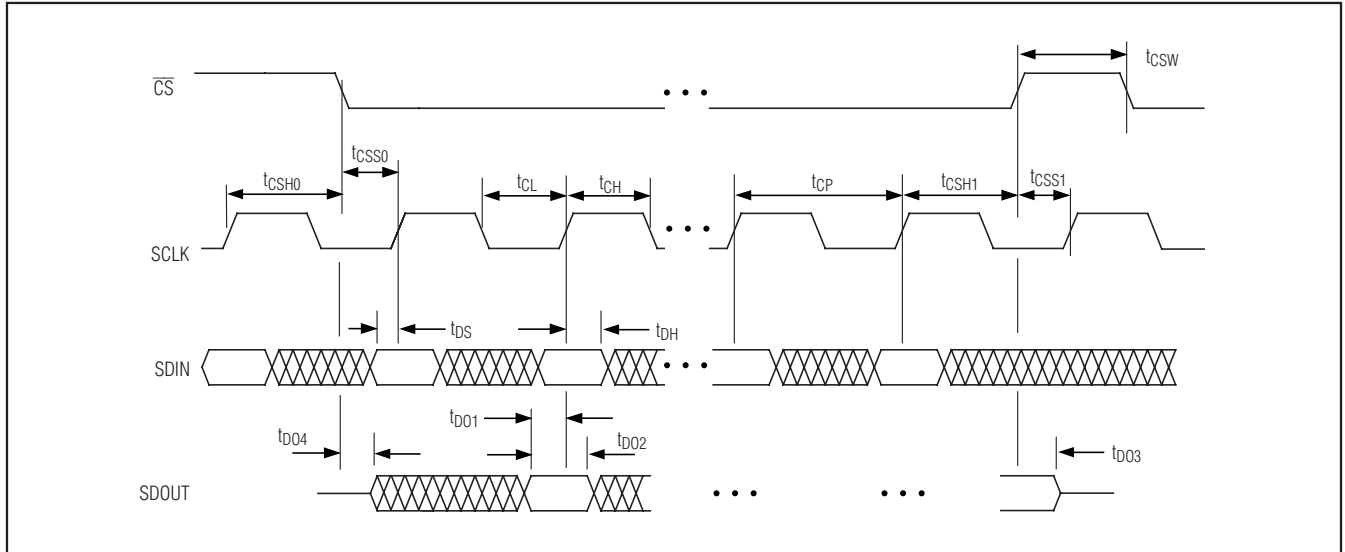 CS
tCSW
tCSS0
tCSH0
tCL
tCH
tCP
tCSH1
tCSS1
SCLK
tDS
tDH
SDIN
tDO1
tDO4
tDO2
tDO3
SDOUT